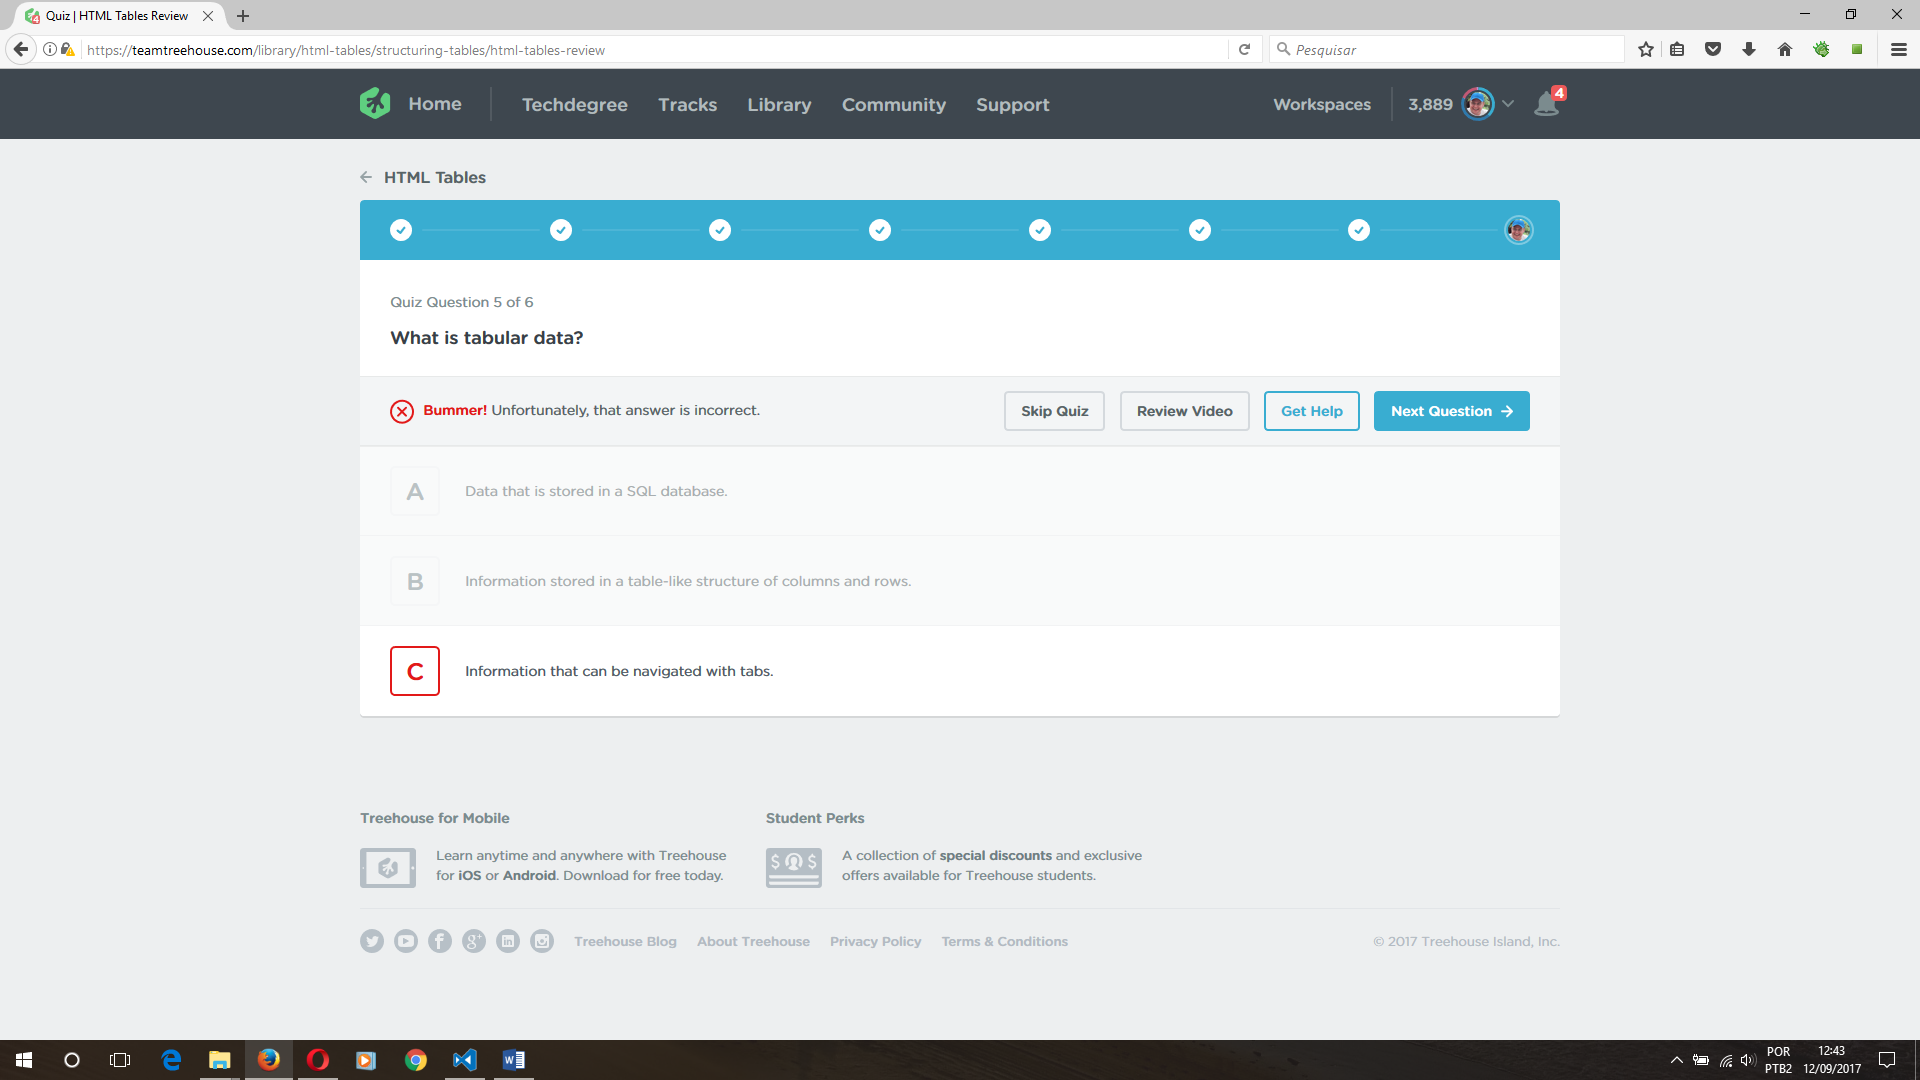 Quiz | HTML Tables Review
https://teamtreehouse.com/library/html-tables/structuring-tables/html-tables-review
Pesquisar
Home
Techdegree
Tracks
Library
Community
Support
Workspaces
3,889
4
← HTML Tables
Quiz Question 5 of 6
What is tabular data?
Bummer! Unfortunately, that answer is incorrect.
Skip Quiz
Review Video
Get Help
Next Question →
A
Data that is stored in a SQL database.
B
Information stored in a table-like structure of columns and rows.
C
Information that can be navigated with tabs.
Treehouse for Mobile
Learn anytime and anywhere with Treehouse
for iOS or Android. Download for free today.
Student Perks
A collection of special discounts and exclusive
offers available for Treehouse students.
Treehouse Blog
About Treehouse
Privacy Policy
Terms & Conditions
© 2017 Treehouse Island, Inc.
POR
PTB2
12:43
12/09/2017